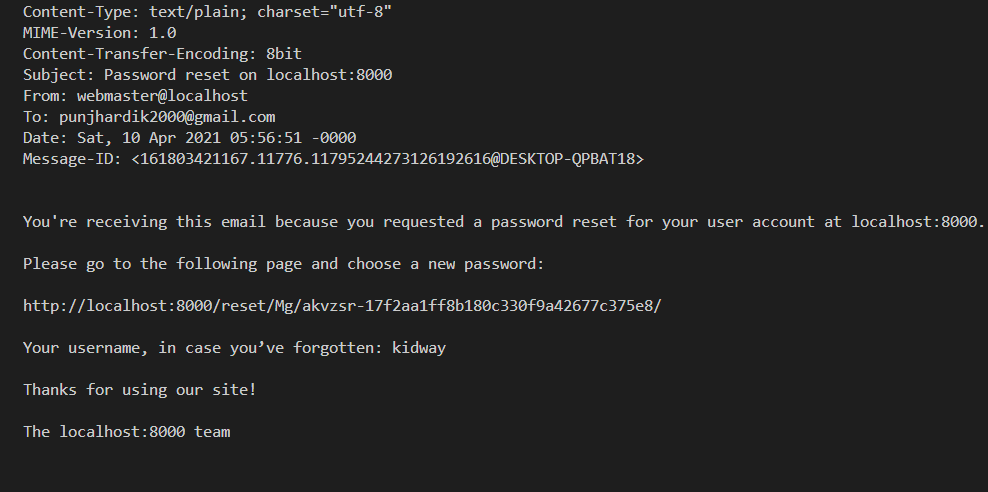 Content-Type: text/plain; charset="utf-8"
MIME-Version: 1.0
Content-Transfer-Encoding: 8bit
Subject: Password reset on localhost:8000
From: webmaster@localhost
To: punjhardik2000@gmail.com
Date: Sat, 10 Apr 2021 05:56:51 -0000
Message-ID: <161803421167.11776.11795244273126192616@DESKTOP-QPBAT18>
You're receiving this email because you requested a password reset for your user account at localhost:8000.
Please go to the following page and choose a new password:
http://localhost:8000/reset/Mg/akvzsr-17f2aa1ff8b180c330f9a42677c375e8/
Your username, in case you’ve forgotten: kidway
Thanks for using our site!
The localhost:8000 team